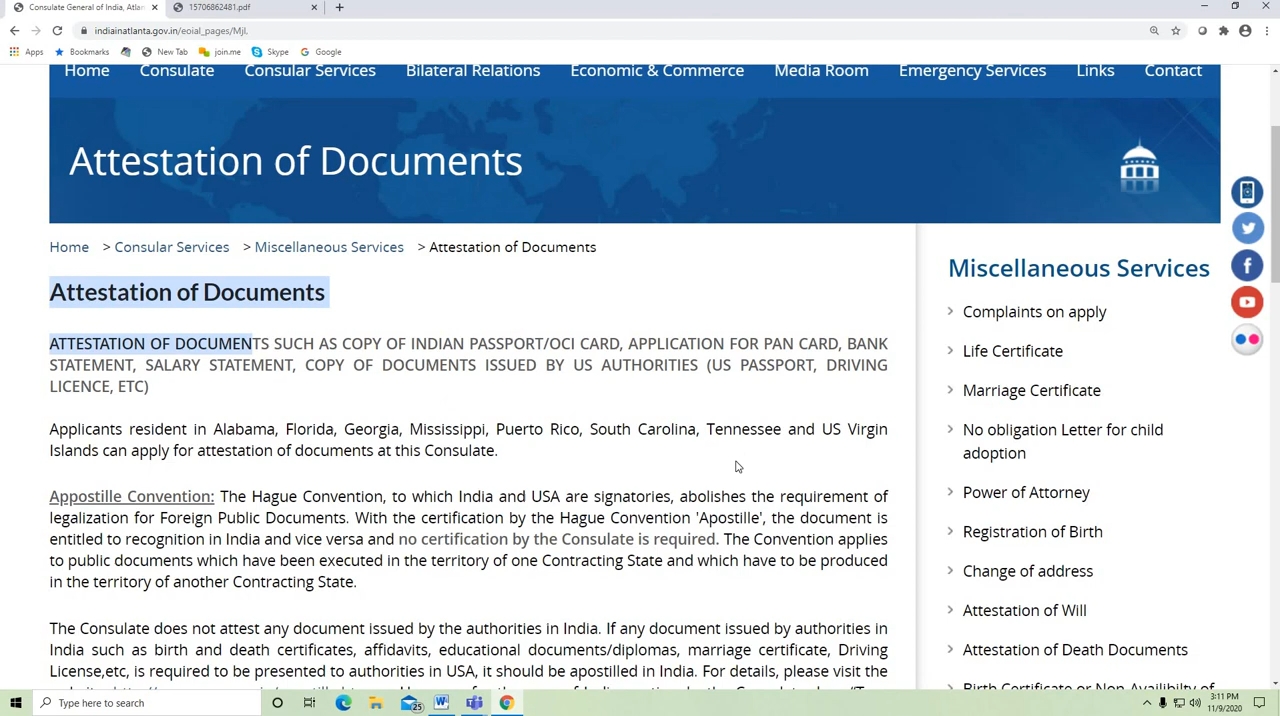 Consulate General of India, Atlan
15706862481.pdf
indiainatlanta.gov.in/eoial_pages/MjI,
Apps
Bookmarks
New Tab
join.me
Skype
Google
Home Consulate Consular Services Bilateral Relations Economic & Commerce Media Room Emergency Services Links Contact
Attestation of Documents
Home > Consular Services > Miscellaneous Services > Attestation of Documents
Attestation of Documents
ATTESTATION OF DOCUMENTS SUCH AS COPY OF INDIAN PASSPORT/OCI CARD, APPLICATION FOR PAN CARD, BANK
STATEMENT, SALARY STATEMENT, COPY OF DOCUMENTS ISSUED BY US AUTHORITIES (US PASSPORT, DRIVING
LICENCE, ETC)
Applicants resident in Alabama, Florida, Georgia, Mississippi, Puerto Rico, South Carolina, Tennessee and US Virgin
Islands can apply for attestation of documents at this Consulate.
Appostille Convention: The Hague Convention, to which India and USA are signatories, abolishes the requirement of
legalization for Foreign Public Documents. With the certification by the Hague Convention 'Apostille', the document is
entitled to recognition in India and vice versa and no certification by the Consulate is required. The Convention applies
to public documents which have been executed in the territory of one Contracting State and which have to be produced
in the territory of another Contracting State.
The Consulate does not attest any document issued by the authorities in India. If any document issued by authorities in
India such as birth and death certificates, affidavits, educational documents/diplomas, marriage certificate, Driving
License,etc, is required to be presented to authorities in USA, it should be apostilled in India. For details, please visit the
Miscellaneous Services
Complaints on apply
Life Certificate
Marriage Certificate
No obligation Letter for child
adoption
Power of Attorney
Registration of Birth
Change of address
Attestation of Will
Attestation of Death Documents
Birth Certificate or Non Availibilty of
Type here to search
25
3:11 PM
11/9/2020